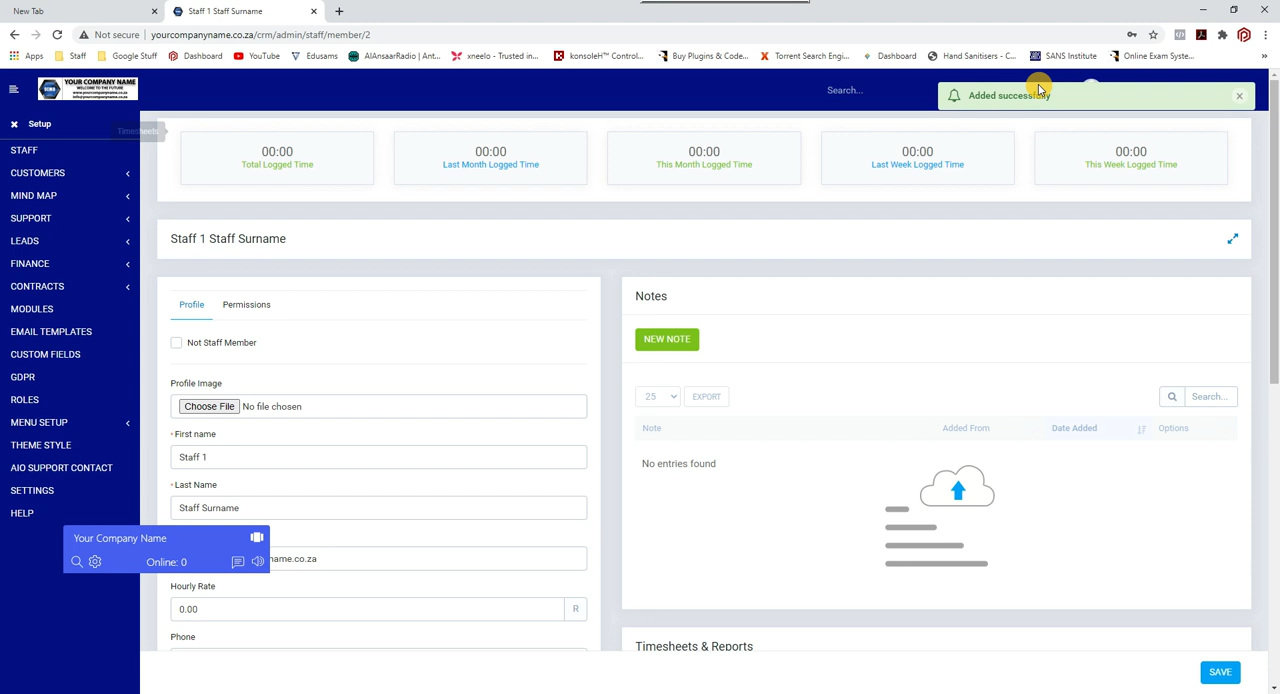 New Tab
Staff 1 Staff Surname
Not secure
yourcompanyname.co.za/crm/admin/staff/member/2
Apps
Staff
Google Stuff
Dashboard
YouTube
Edusams
AlAnsaarRadio | Ant...
xneelo - Trusted in...
konsoleH™ Control...
Buy Plugins & Code...
Torrent Search Engi...
Dashboard
Hand Sanitisers - C...
SANS Institute
Online Exam Syste...
YOUR COMPANY NAME
WELCOME TO THE FUTURE
Search...
Added successfully
Setup
Timesheets
STAFF
CUSTOMERS
MIND MAP
SUPPORT
LEADS
FINANCE
CONTRACTS
MODULES
EMAIL TEMPLATES
CUSTOM FIELDS
GDPR
ROLES
MENU SETUP
THEME STYLE
AIO SUPPORT CONTACT
SETTINGS
HELP
00:00
Total Logged Time
00:00
Last Month Logged Time
00:00
This Month Logged Time
00:00
Last Week Logged Time
00:00
This Week Logged Time
Staff 1 Staff Surname
Profile
Permissions
Not Staff Member
Profile Image
Choose File No file chosen
* First name
Staff 1
* Last Name
Staff Surname
name.co.za
Hourly Rate
0.00
R
Phone
Your Company Name
Online: 0
Notes
NEW NOTE
25
EXPORT
Search...
Note
Added From
Date Added
Options
No entries found
Timesheets & Reports
SAVE